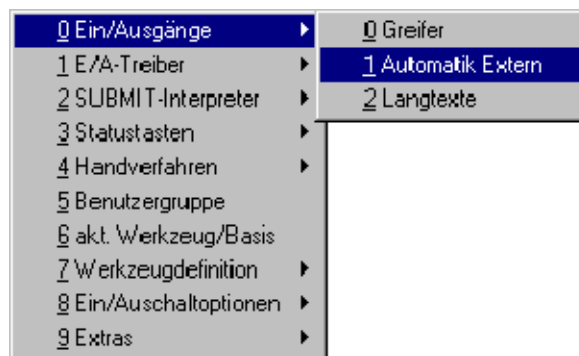 0 Ein/Ausgänge
1 E/A-Treiber
2 SUBMIT-Interpreter
3 Statustasten
4 Handverfahren
5 Benutzergruppe
6 akt. Werkzeug/Basis
7 Werkzeugdefinition
8 Ein/Auschaltoptionen
9 Extras
0 Greifer
1 Automatik Extern
2 Langtexte